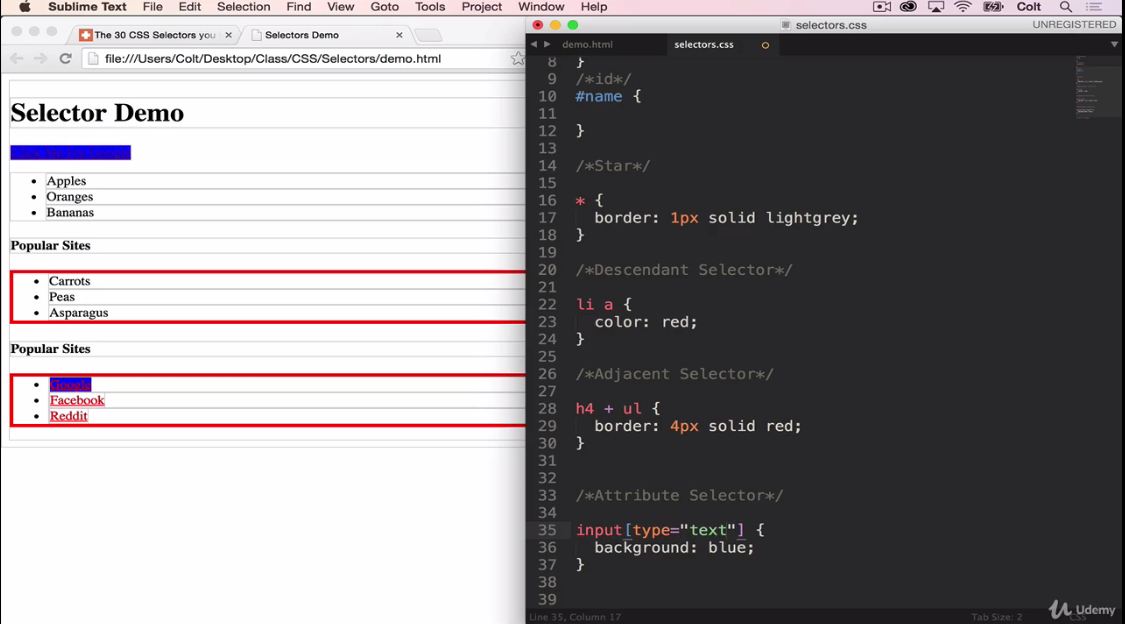 Sublime Text File Edit Selection Find View Goto Tools Project Window Help Colt
The 30 CSS Selectors you
Selectors Demo
file:///Users/Colt/Desktop/Class/CSS/Selectors/demo.html
Selector Demo
Apples
Oranges
Bananas
Popular Sites
Carrots
Peas
Asparagus
Popular Sites
Google
Facebook
Reddit
selectors.css
UNREGISTERED
demo.html
selectors.css
8 }
9 /*id*/
10 #name {
11
12 }
13
14 /*Star*/
15
16 * {
17 border: 1px solid lightgrey;
18 }
19
20 /*Descendant Selector*/
21
22 li a {
23 color: red;
24 }
25
26 /*Adjacent Selector*/
27
28 h4 + ul {
29 border: 4px solid red;
30 }
31
32
33 /*Attribute Selector*/
34
35 input[type="text"] {
36 background: blue;
37 }
38
39
Line 35, Column 17
Tab Size: 2
CSS
Udemy